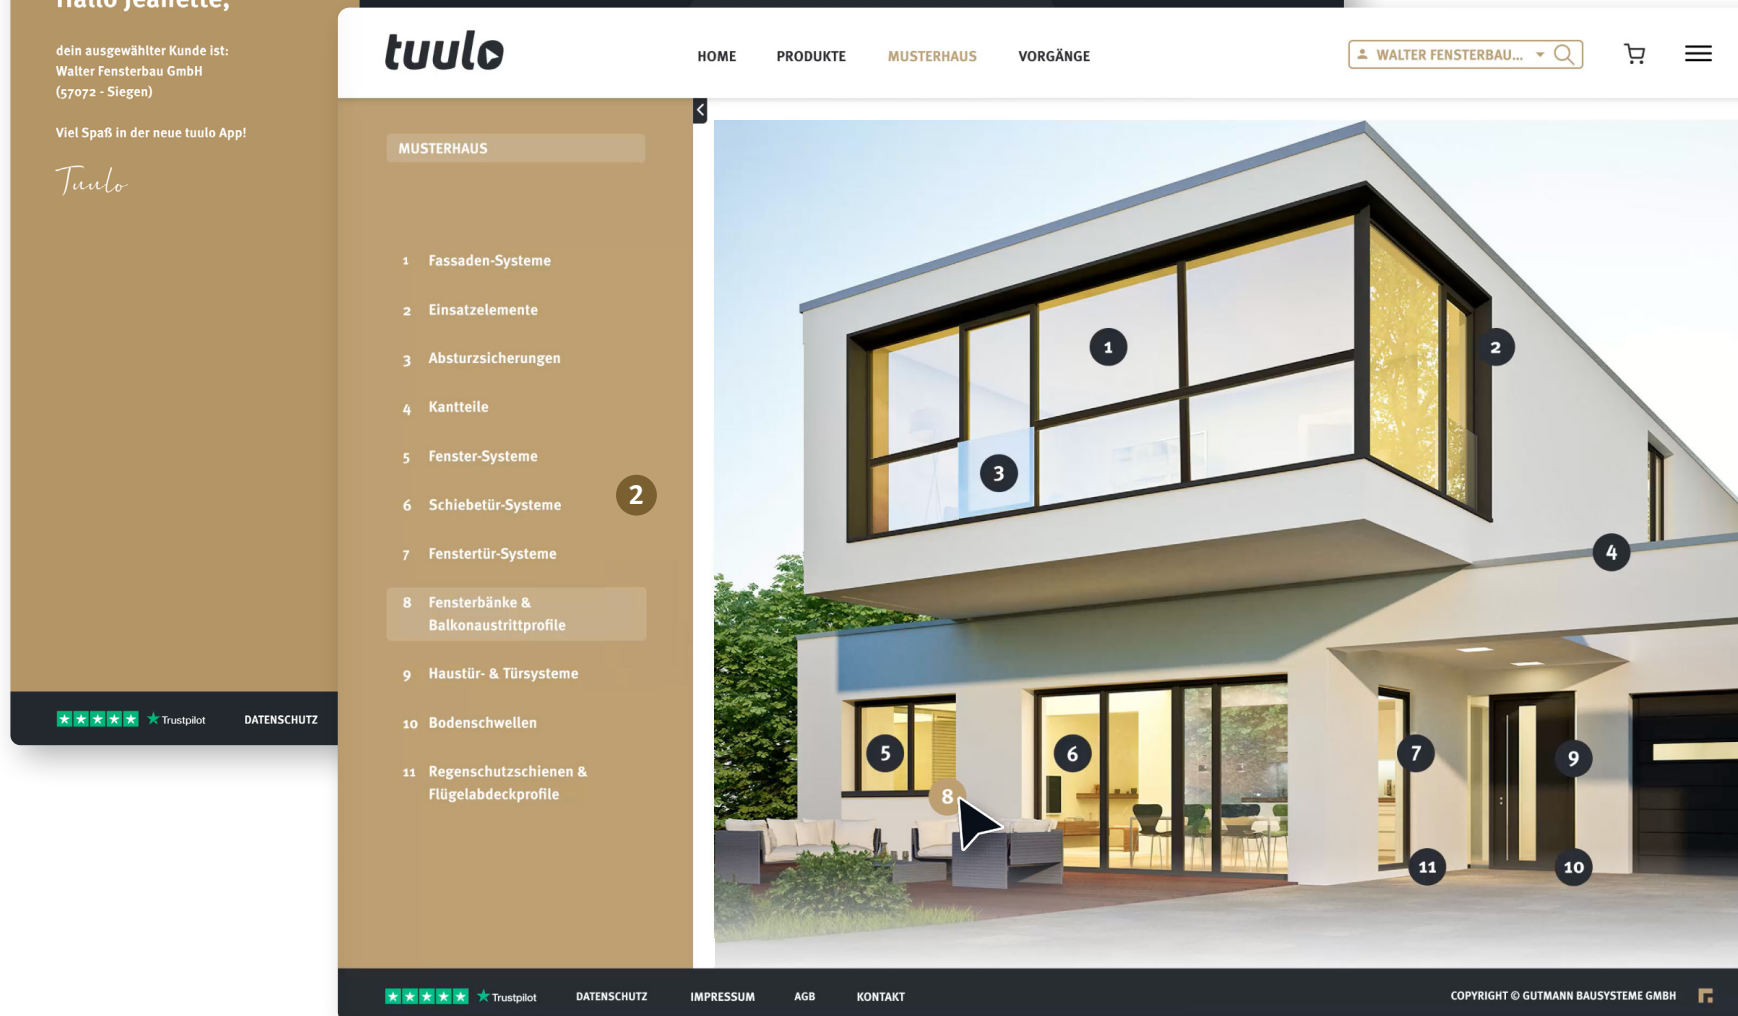 Hallo Jeanette,
dein ausgewählter Kunde ist:
Walter Fensterbau GmbH
(57072 - Siegen)
Viel Spaß in der neue tuulo App!
Tuulo
Trustpilot
DATENSCHUTZ
tuulo
HOME PRODUKTE MUSTERHAUS VORGÄNGE
WALTER FENSTERBAU...
MUSTERHAUS
1 Fassaden-Systeme
2 Einsatzelemente
3 Absturzsicherungen
4 Kantteile
5 Fenster-Systeme
6 Schiebetür-Systeme
7 Fenstertür-Systeme
8 Fensterbänke &
Balkonaustrittprofile
9 Haustür- & Türsysteme
10 Bodenschwellen
11 Regenschutzschienen &
Flügelabdeckprofile
2
1
2
3
4
5
6
7
8
9
11
10
Trustpilot
DATENSCHUTZ IMPRESSUM AGB KONTAKT
COPYRIGHT © GUTMANN BAUSYSTEME GMBH